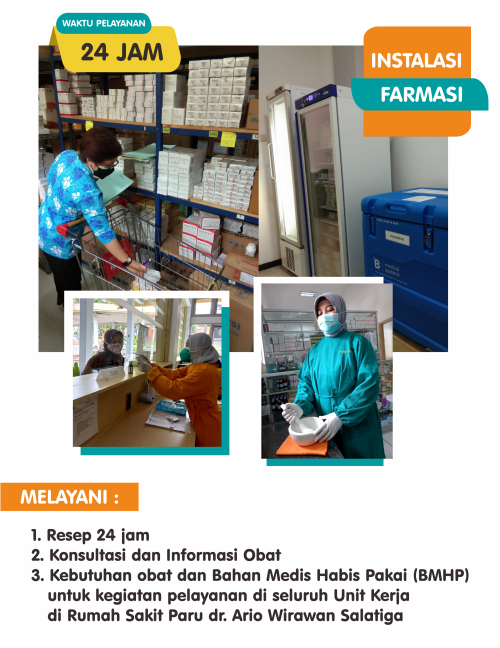 WAKTU PELAYANAN
24 JAM
INSTALASI
FARMASI
B medical
systems
MELAYANI :
1. Resep 24 jam
2. Konsultasi dan Informasi Obat
3. Kebutuhan obat dan Bahan Medis Habis Pakai (BMHP)
untuk kegiatan pelayanan di seluruh Unit Kerja
di Rumah Sakit Paru dr. Ario Wirawan Salatiga